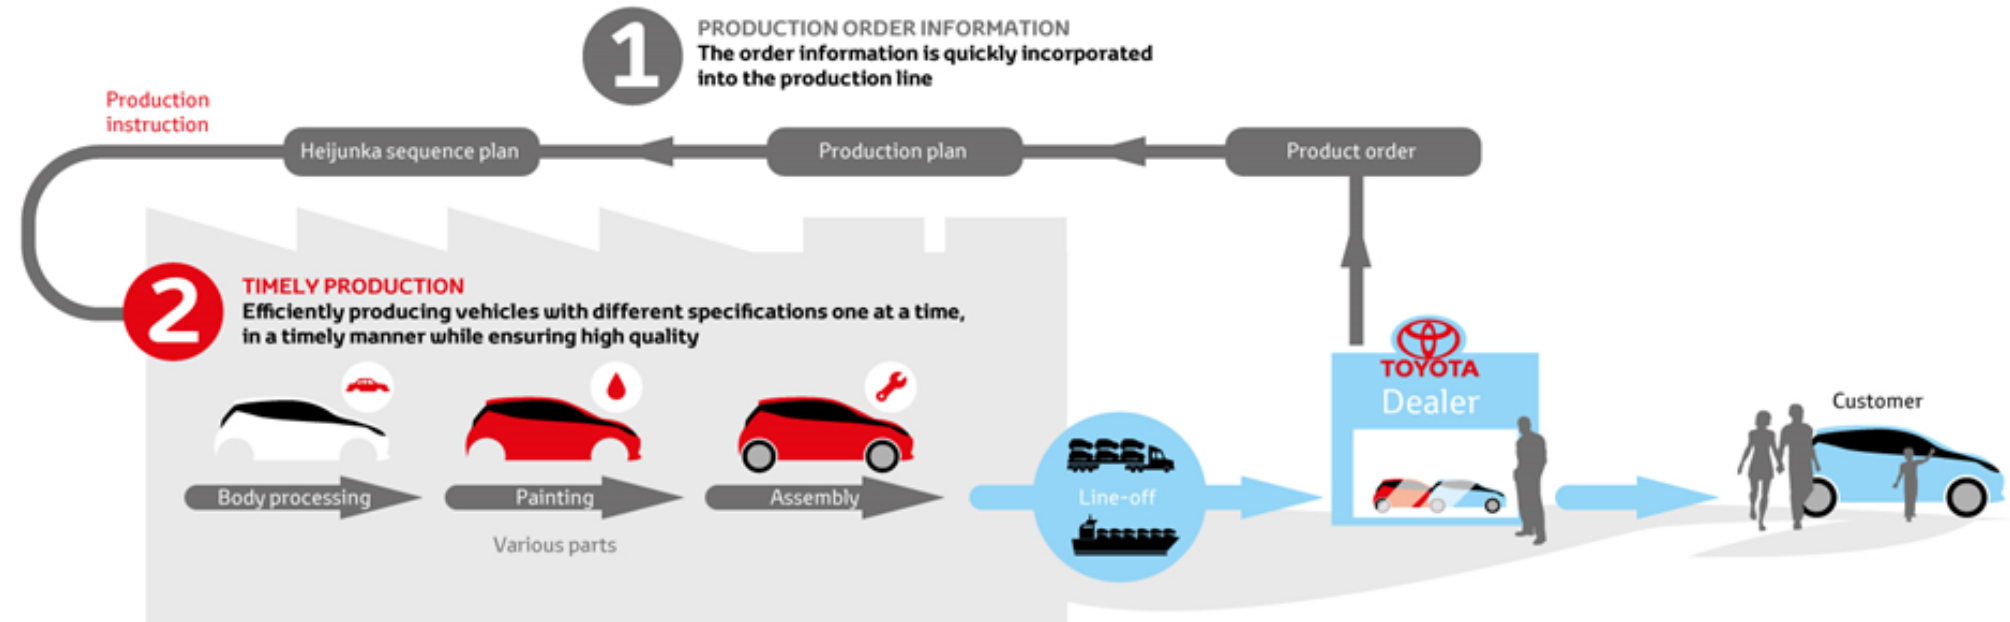 1
PRODUCTION ORDER INFORMATION
The order information is quickly incorporated
into the production line
Production
instruction
Heijunka sequence plan
Production plan
Product order
2
TIMELY PRODUCTION
Efficiently producing vehicles with different specifications one at a time,
in a timely manner while ensuring high quality
TOYOTA
Dealer
Customer
Body processing
Painting
Assembly
Line-off
Various parts